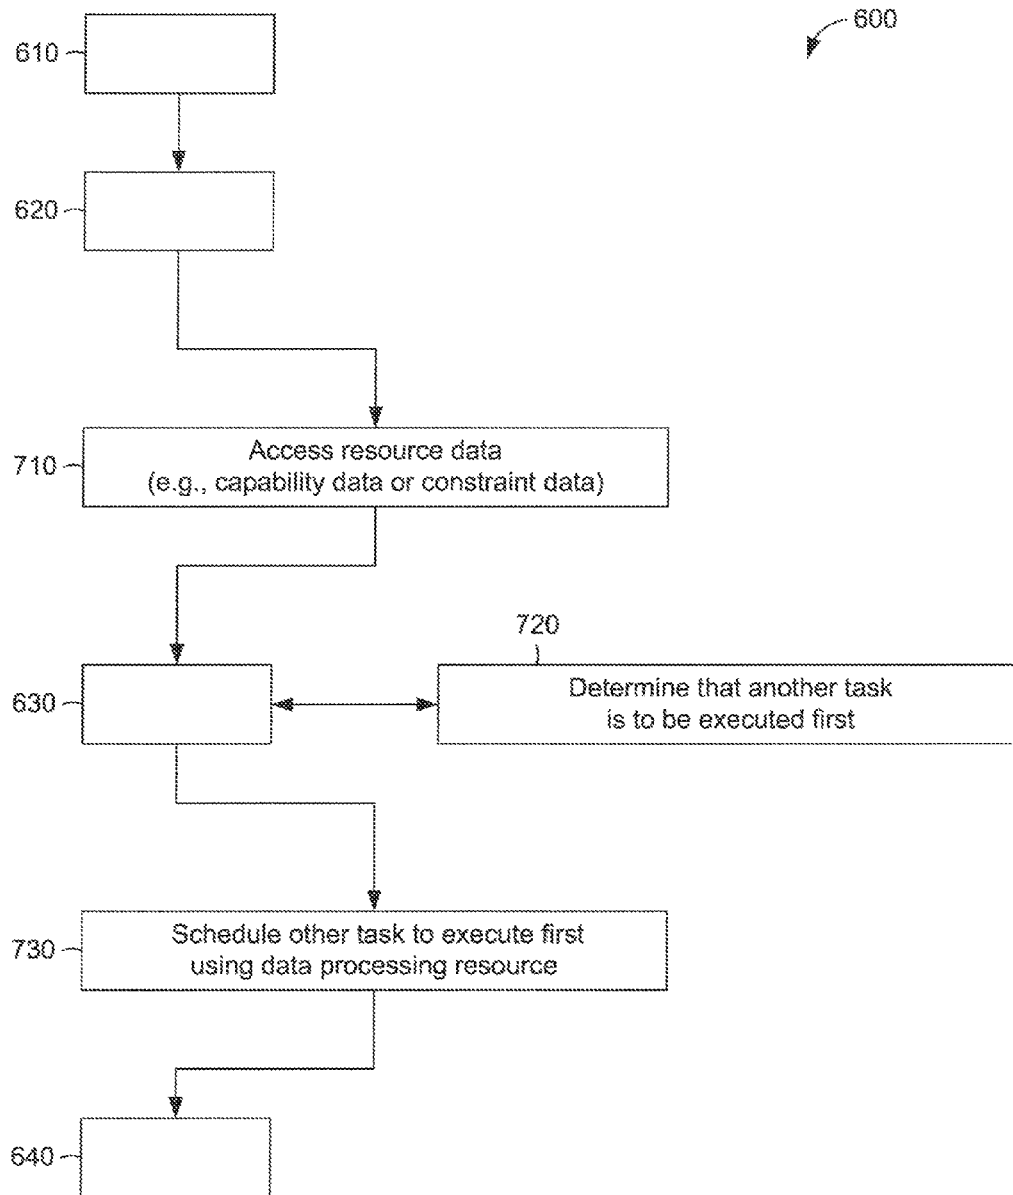 600
610
620
710
Access resource data
(e.g., capability data or constraint data)
720
630
Determine that another task
is to be executed first
730
Schedule other task to execute first
using data processing resource
640